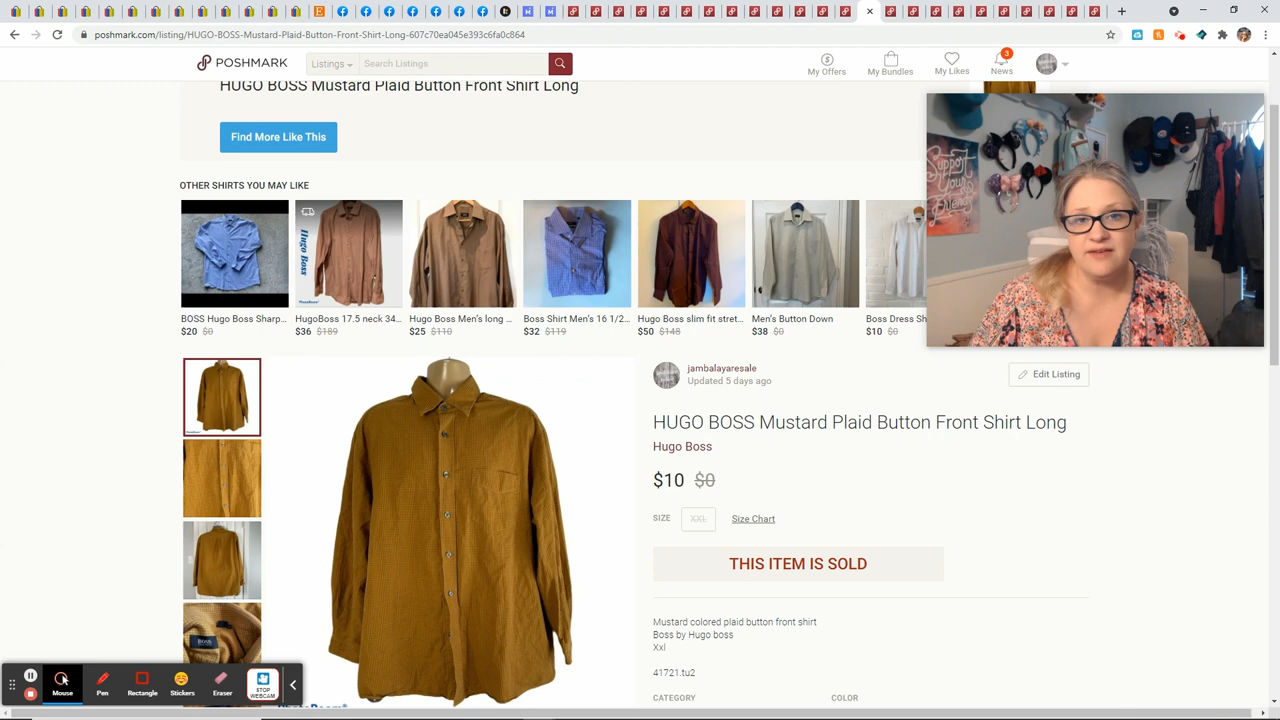 poshmark.com/listing/HUGO-BOSS-Mustard-Plaid-Button-Front-Shirt-Long-607c70ea045e393c6fa0c864
POSHMARK
Listings
Search Listings
My Offers
My Bundles
My Likes
3
News
HUGO BOSS Mustard Plaid Button Front Shirt Long
Find More Like This
Support
Your
Friends
OTHER SHIRTS YOU MAY LIKE
Hugo Boss
BOSS Hugo Boss Sharp...
$20 $0
HugoBoss 17.5 neck 34...
$36 $189
Hugo Boss Men's long ...
$25 $110
Boss Shirt Men's 16 1/2...
$32 $119
Hugo Boss slim fit stret...
$50 $148
Men's Button Down
$38 $0
Boss Dress Sh
$10 $0
jambalayaresale
Updated 5 days ago
Edit Listing
HUGO BOSS Mustard Plaid Button Front Shirt Long
Hugo Boss
$10 $0
SIZE
XXL
Size Chart
THIS ITEM IS SOLD
Mustard colored plaid button front shirt
Boss by Hugo boss
Xxl
41721.tu2
CATEGORY
COLOR
BOSS
Mouse
Pen
Rectangle
Stickers
Eraser
STOP
WEBCAM